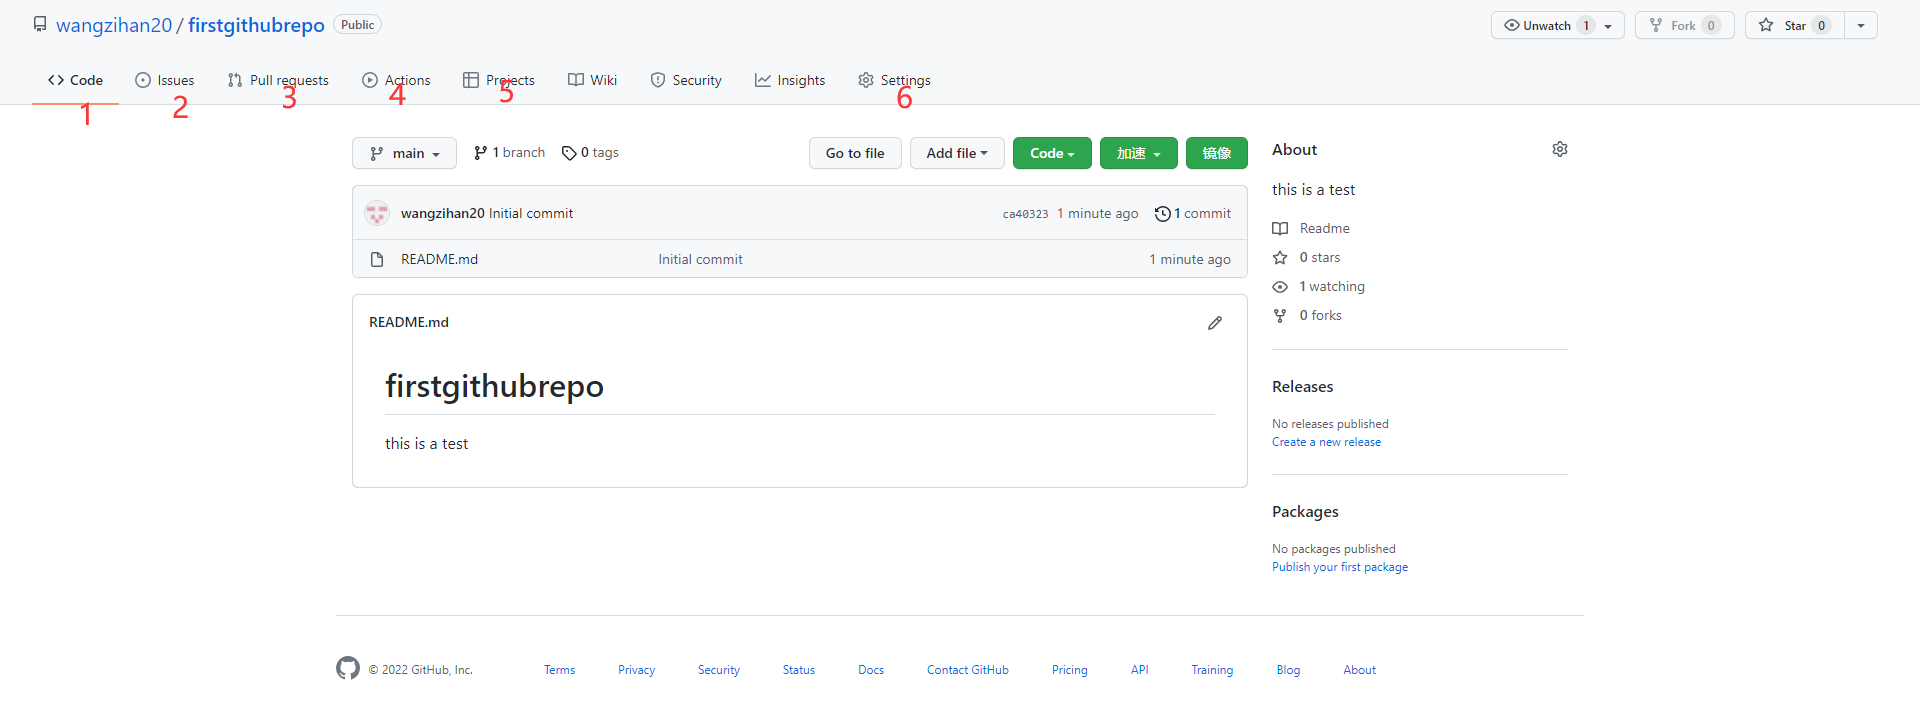 wangzihan20 / firstgithubrepo Public
Unwatch 1 Fork 0 Star 0
Code Issues Pull requests Actions Projects Wiki Security Insights Settings
1 2 3 4 5 6
main 1 branch 0 tags Go to file Add file Code 加速 镜像
wangzihan20 Initial commit ca40323 1 minute ago 1 commit
README.md Initial commit 1 minute ago
README.md
firstgithubrepo
this is a test
About
this is a test
Readme
0 stars
1 watching
0 forks
Releases
No releases published
Create a new release
Packages
No packages published
Publish your first package
© 2022 GitHub, Inc. Terms Privacy Security Status Docs Contact GitHub Pricing API Training Blog About